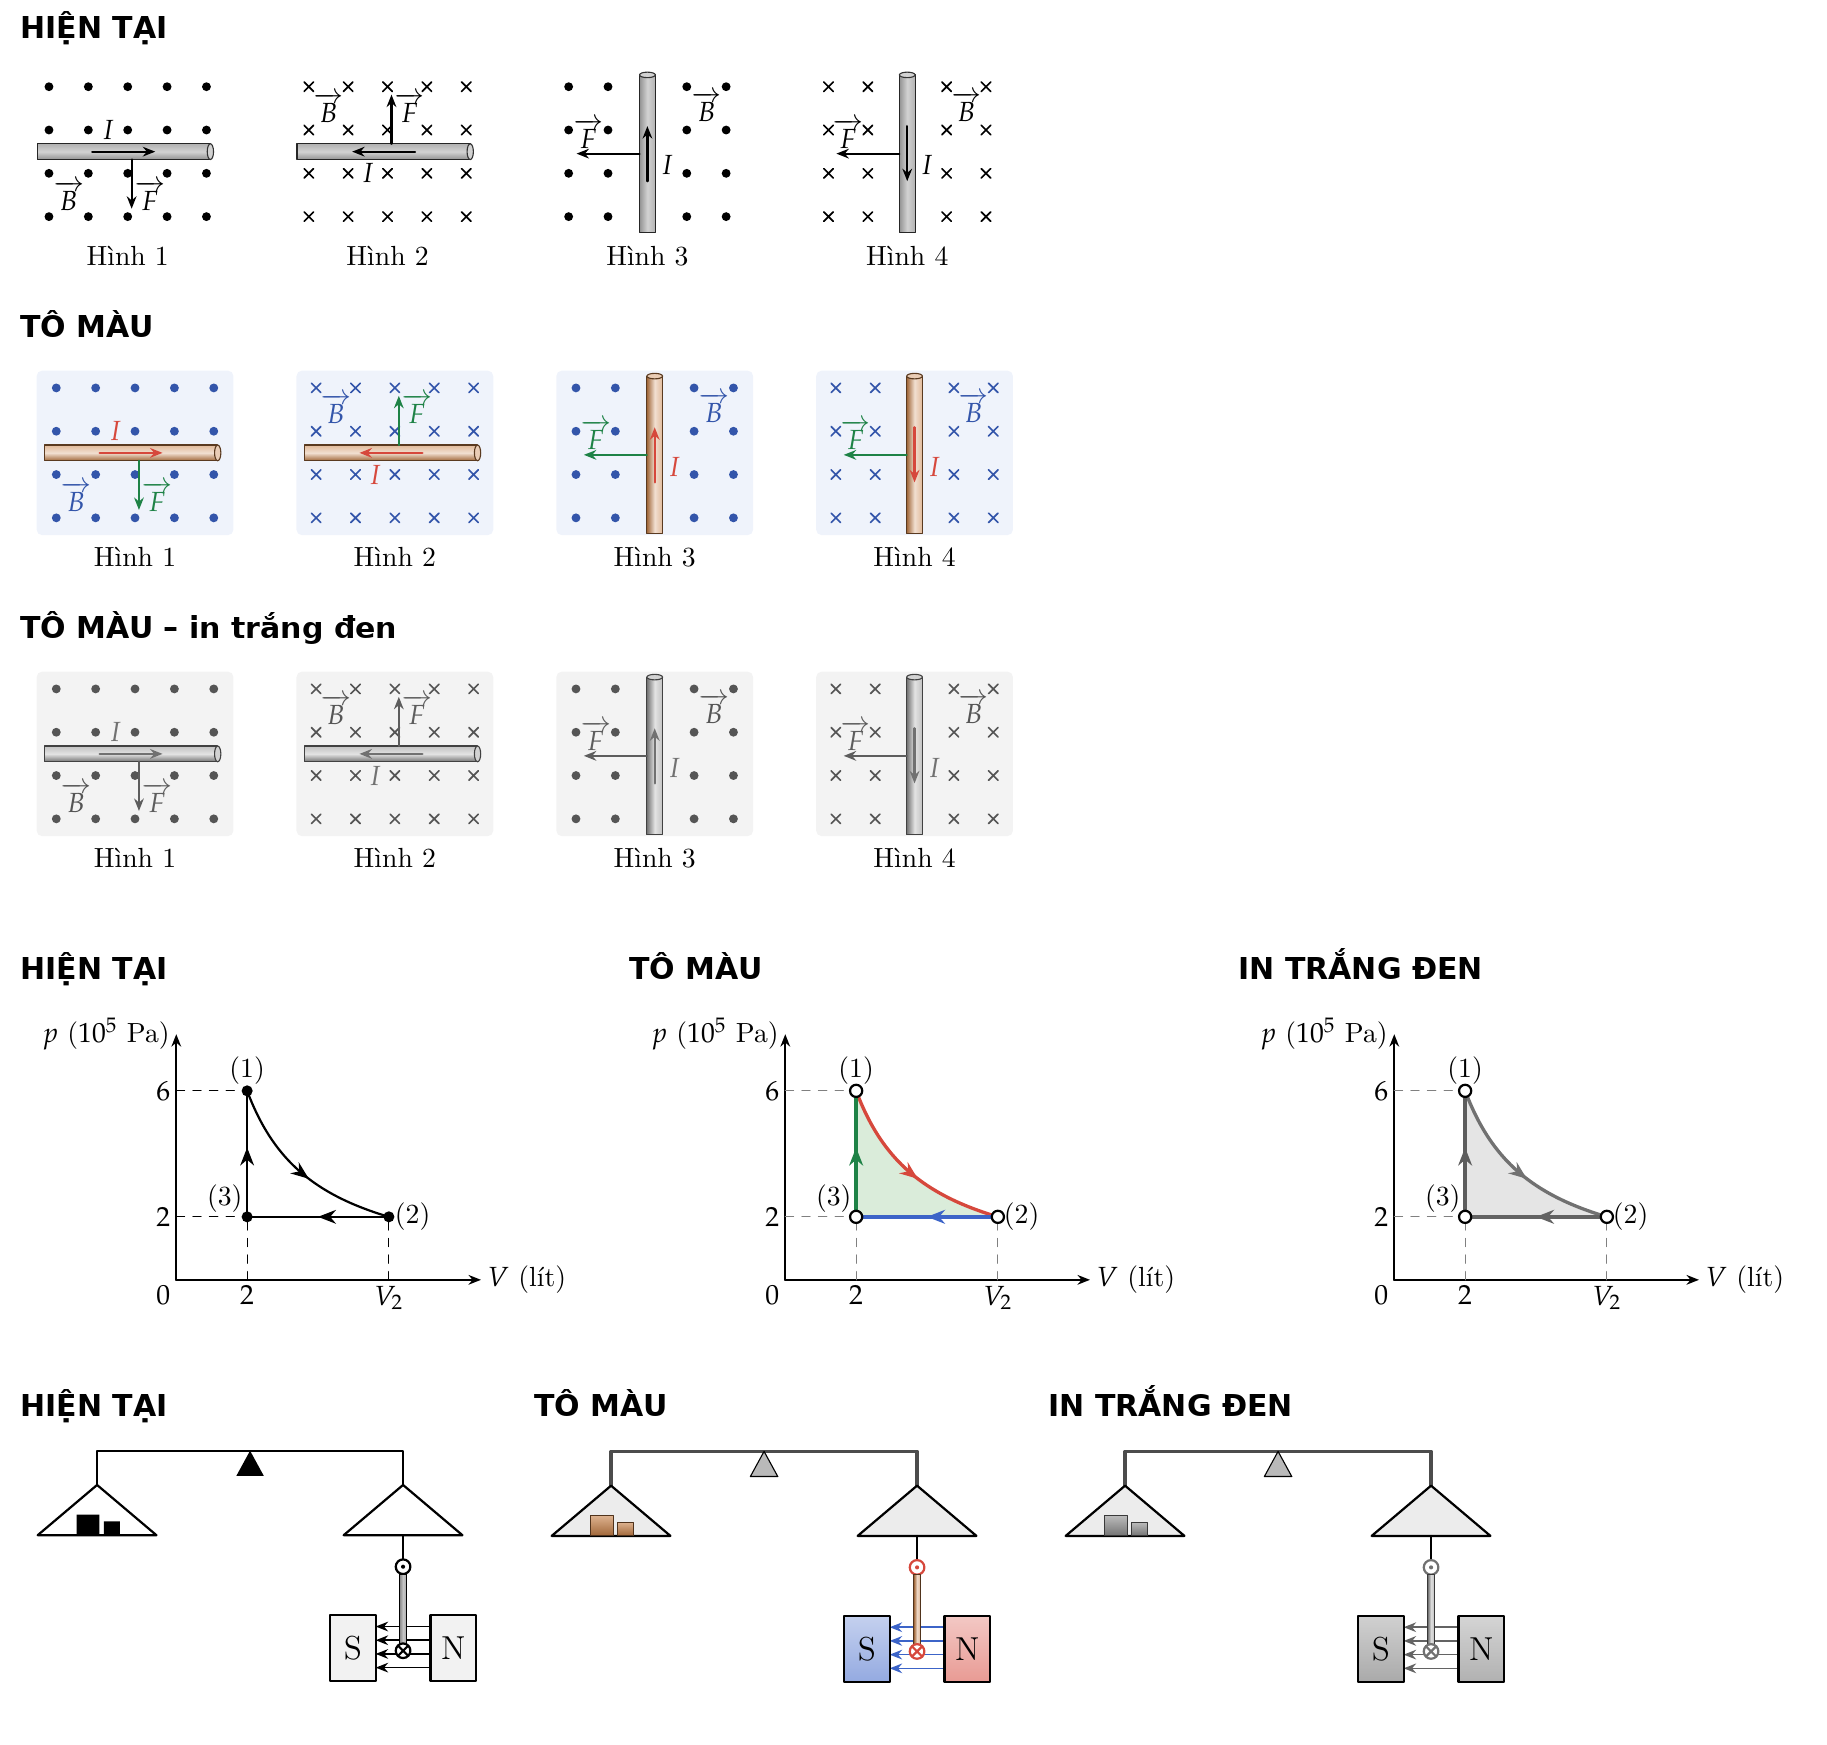 HIỆN TẠI
I B F
B F I
F B I
F B I
Hình 1 Hình 2 Hình 3 Hình 4
TÔ MÀU
I B F
B F I
F B I
F B I
Hình 1 Hình 2 Hình 3 Hình 4
TÔ MÀU – in trắng đen
I B F
B F I
F B I
F B I
Hình 1 Hình 2 Hình 3 Hình 4
HIỆN TẠI TÔ MÀU IN TRẮNG ĐEN
p (10⁵ Pa) p (10⁵ Pa) p (10⁵ Pa)
(1) (1) (1)
6 6 6
(3) (3) (3)
2 (2) 2 (2) 2 (2)
V (lít) V (lít) V (lít)
0 2 V₂ 0 2 V₂ 0 2 V₂
HIỆN TẠI TÔ MÀU IN TRẮNG ĐEN
S N S N S N